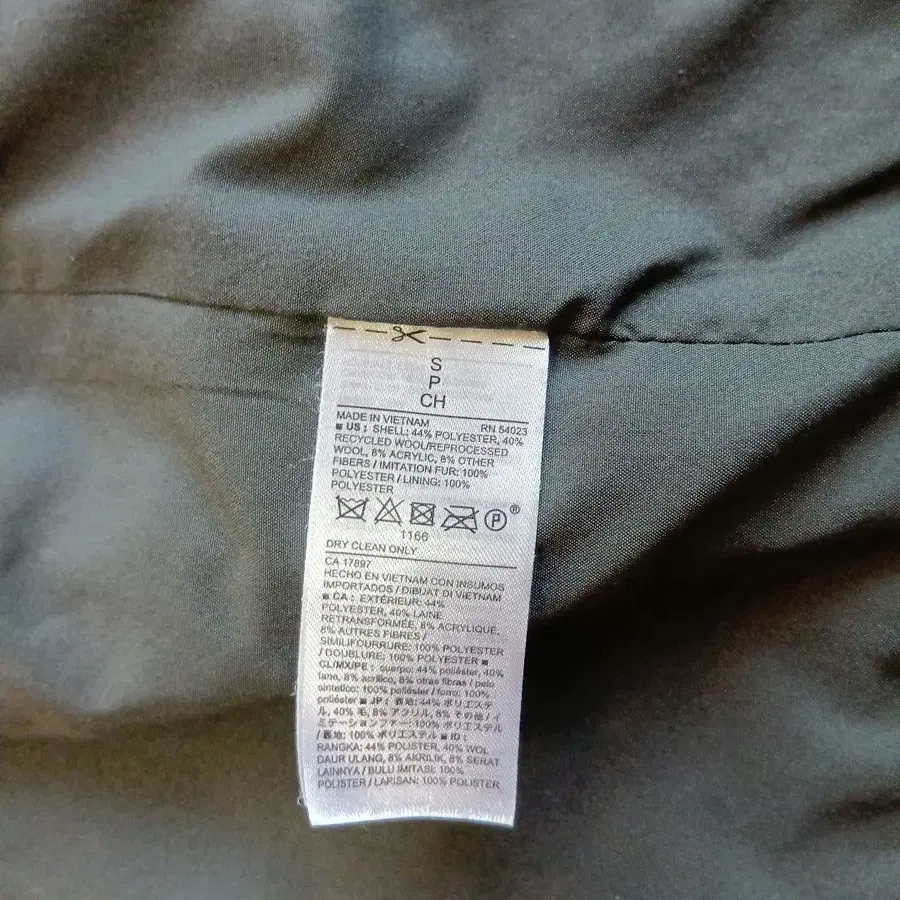 S
P
CH
MADE IN VIETNAM RN 54023
■ US : SHELL: 44% POLYESTER, 40%
RECYCLED WOOL/REPROCESSED
WOOL, 8% ACRYLIC, 8% OTHER
FIBERS / IMITATION FUR: 100%
POLYESTER / LINING: 100%
POLYESTER
P ®
1166
DRY CLEAN ONLY
CA 17897
HECHO EN VIETNAM CON INSUMOS
IMPORTADOS / DIBUAT DI VIETNAM
■ CA : EXTÉRIEUR: 44%
POLYESTER, 40% LAINE
RETRANSFORMÉE, 8% ACRYLIQUE,
8% AUTRES FIBRES /
SIMILIFOURRURE: 100% POLYESTER
/ DOUBLURE: 100% POLYESTER ■
CL/MX/PE : cuerpo: 44% poliéster, 40%
lana, 8% acrílico, 8% otras fibras / pelo
sintetico: 100% poliéster / forro: 100%
poliéster ■ JP : 表地: 44% ポリエステ
ル, 40% 毛, 8% アクリル, 8% その他 / イ
ミテーションファー: 100% ポリエステル
/ 裏地: 100% ポリエステル ■ ID :
RANGKA: 44% POLISTER, 40% WOL
DAUR ULANG, 8% AKRILIK, 8% SERAT
LAINNYA / BULU IMITASI: 100%
POLISTER / LAPISAN: 100% POLISTER